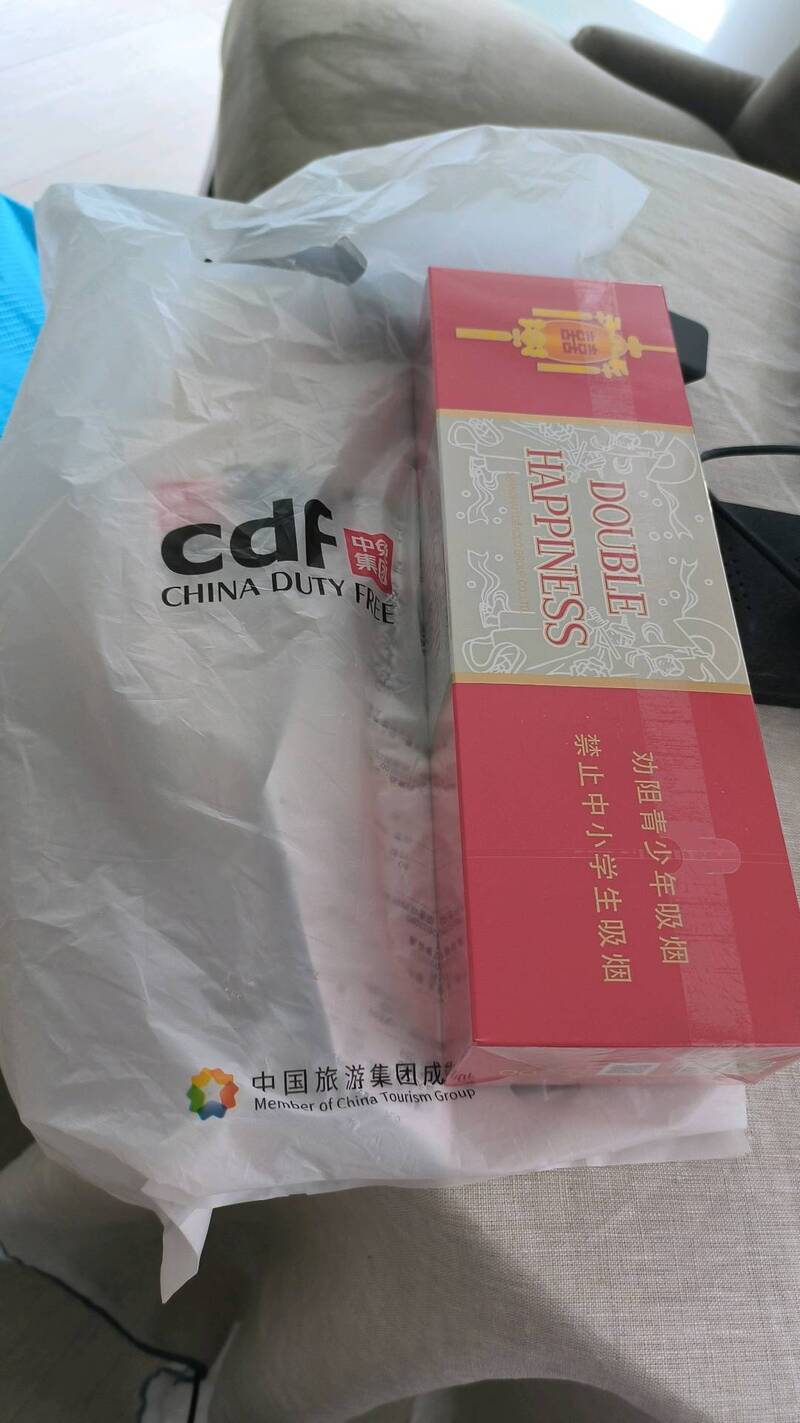 cdf
中免
集团
CHINA DUTY FREE
中国旅游集团成
Member of China Tourism Group
囍
DOUBLE
HAPPINESS
劝阻青少年吸烟
禁止中小学生吸烟